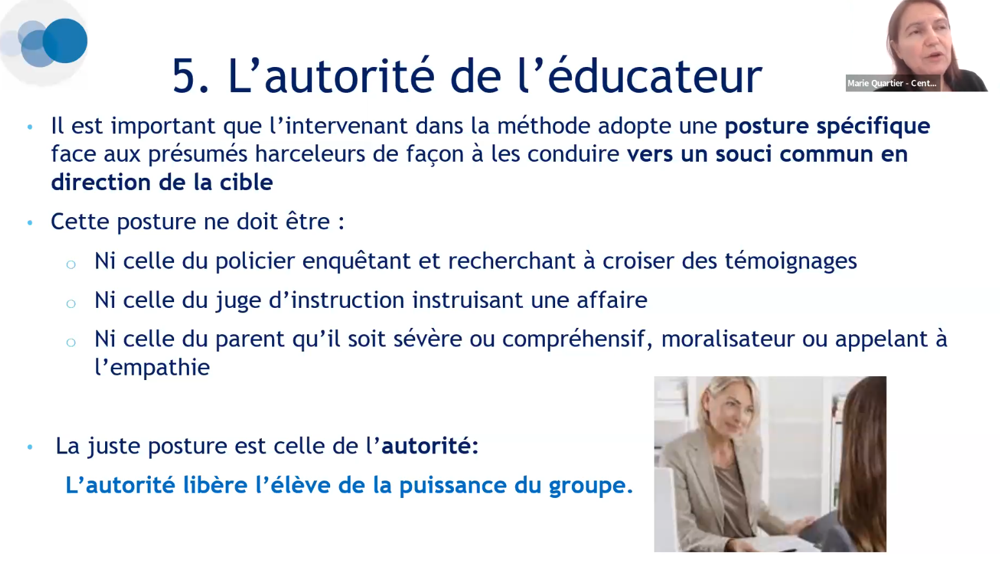 5. L’autorité de l’éducateur
Marie Quartier - Cent...
• Il est important que l’intervenant dans la méthode adopte une posture spécifique
face aux présumés harceleurs de façon à les conduire vers un souci commun en
direction de la cible
• Cette posture ne doit être :
o Ni celle du policier enquêtant et recherchant à croiser des témoignages
o Ni celle du juge d’instruction instruisant une affaire
o Ni celle du parent qu’il soit sévère ou compréhensif, moralisateur ou appelant à
l’empathie
• La juste posture est celle de l’autorité:
L’autorité libère l’élève de la puissance du groupe.